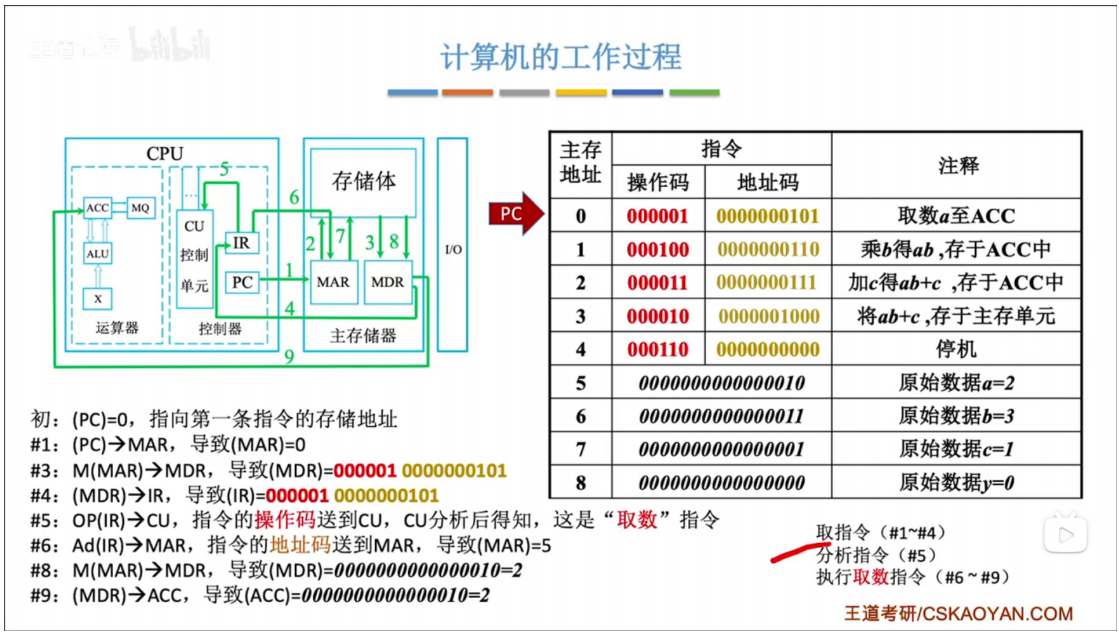 王道考研 bilibili
计算机的工作过程
CPU
5
ACC
MQ
ALU
X
运算器
...
CU
控制
单元
IR
PC
控制器
6
1
4
9
存储体
2
7
3
8
MAR
MDR
主存储器
I/O
PC
主存地址 指令 注释
操作码 地址码
0 000001 0000000101 取数a至ACC
1 000100 0000000110 乘b得ab ,存于ACC中
2 000011 0000000111 加c得ab+c ,存于ACC中
3 000010 0000001000 将ab+c ,存于主存单元
4 000110 0000000000 停机
5 0000000000000010 原始数据a=2
6 0000000000000011 原始数据b=3
7 0000000000000001 原始数据c=1
8 0000000000000000 原始数据y=0
初：(PC)=0，指向第一条指令的存储地址
#1：(PC)→MAR，导致(MAR)=0
#3：M(MAR)→MDR，导致(MDR)=000001 0000000101
#4：(MDR)→IR，导致(IR)=000001 0000000101
#5：OP(IR)→CU，指令的操作码送到CU，CU分析后得知，这是“取数”指令
#6：Ad(IR)→MAR，指令的地址码送到MAR，导致(MAR)=5
#8：M(MAR)→MDR，导致(MDR)=0000000000000010=2
#9：(MDR)→ACC，导致(ACC)=0000000000000010=2
取指令（#1~#4）
分析指令（#5）
执行取数指令（#6 ~ #9）
王道考研/CSKAOYAN.COM